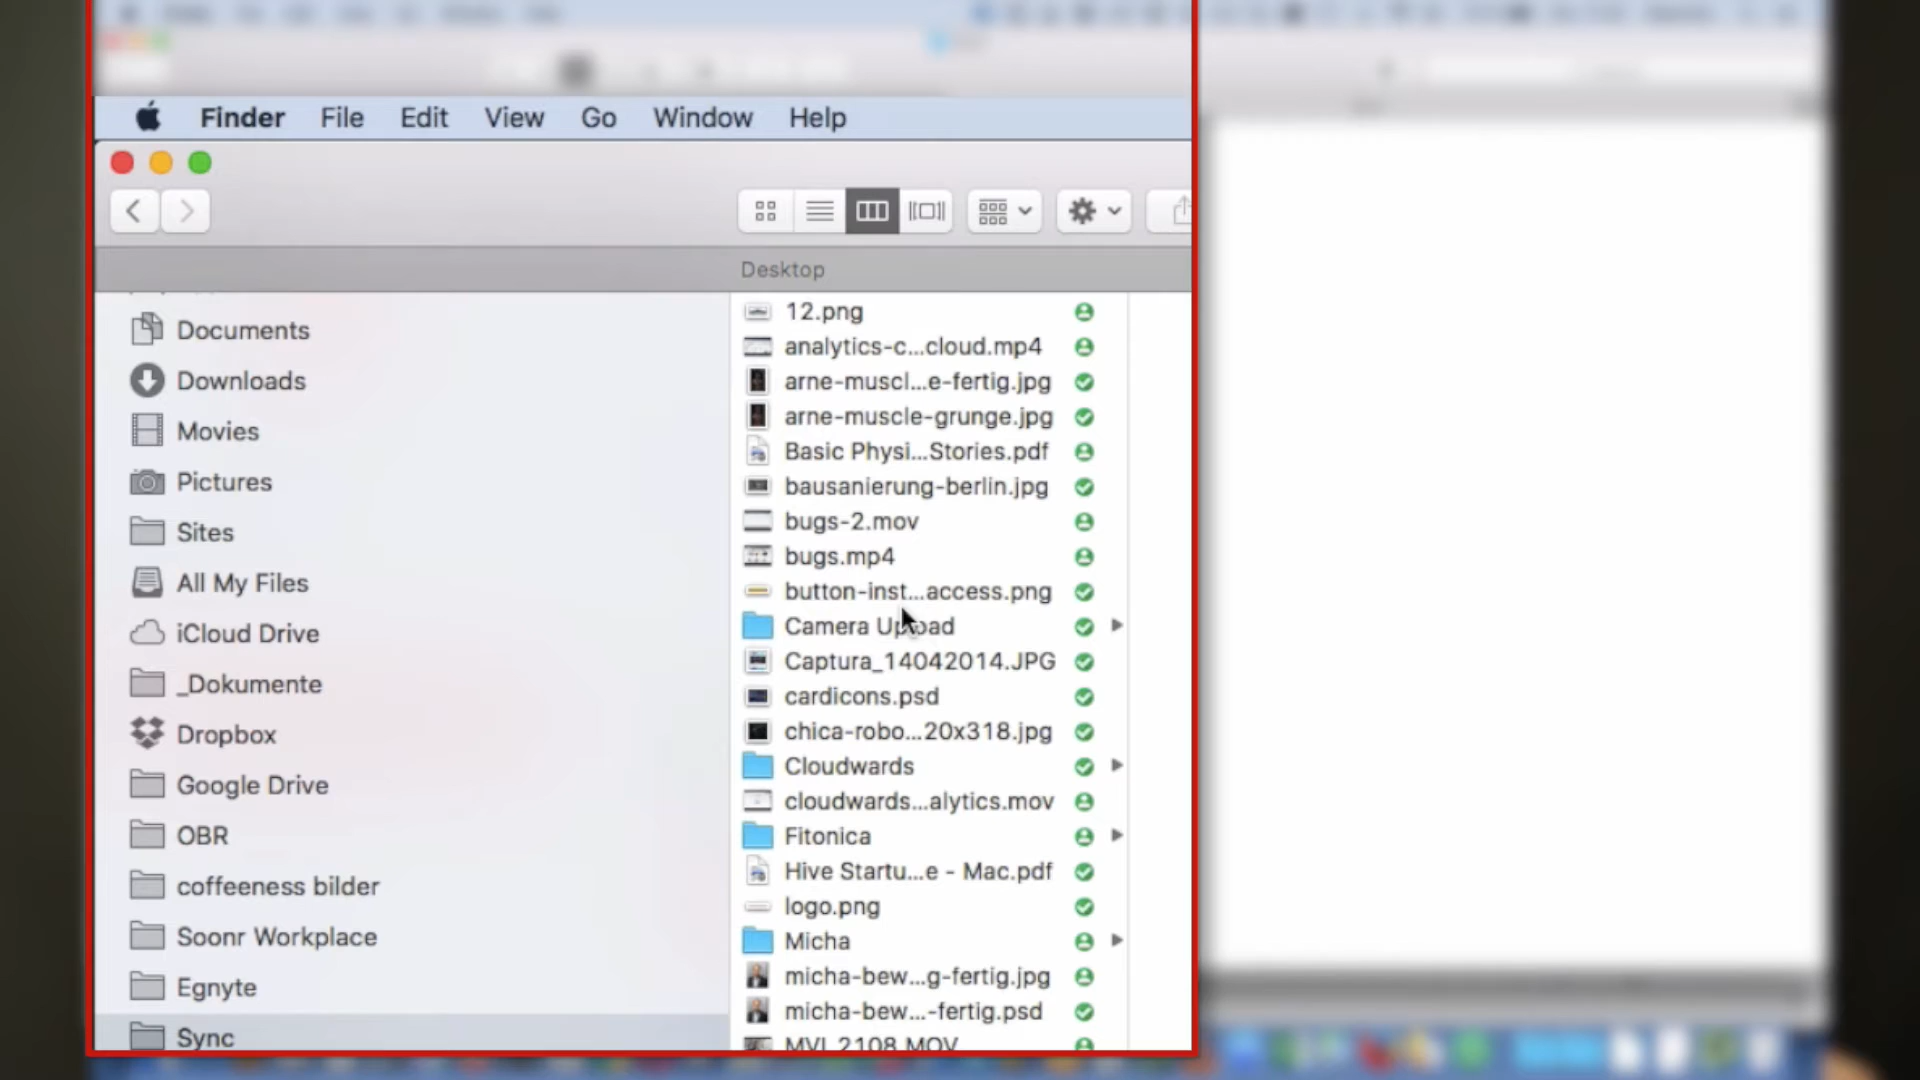 Finder File Edit View Go Window Help
Desktop
Documents
Downloads
Movies
Pictures
Sites
All My Files
iCloud Drive
_Dokumente
Dropbox
Google Drive
OBR
coffeeness bilder
Soonr Workplace
Egnyte
Sync
12.png
analytics-c...cloud.mp4
arne-muscl...e-fertig.jpg
arne-muscle-grunge.jpg
Basic Physi...Stories.pdf
bausanierung-berlin.jpg
bugs-2.mov
bugs.mp4
button-inst...access.png
Camera Upload
Captura_14042014.JPG
cardicons.psd
chica-robo...20x318.jpg
Cloudwards
cloudwards...alytics.mov
Fitonica
Hive Startu...e - Mac.pdf
logo.png
Micha
micha-bew...g-fertig.jpg
micha-bew...-fertig.psd
MVI_2108.MOV